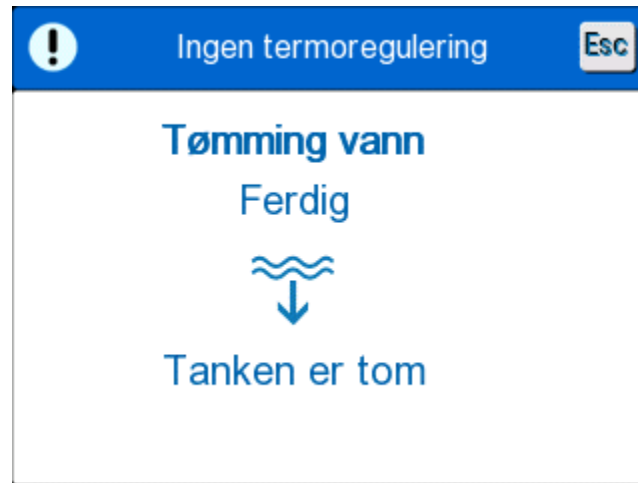 Ingen termoregulering
Esc
Tømming vann
Ferdig
Tanken er tom